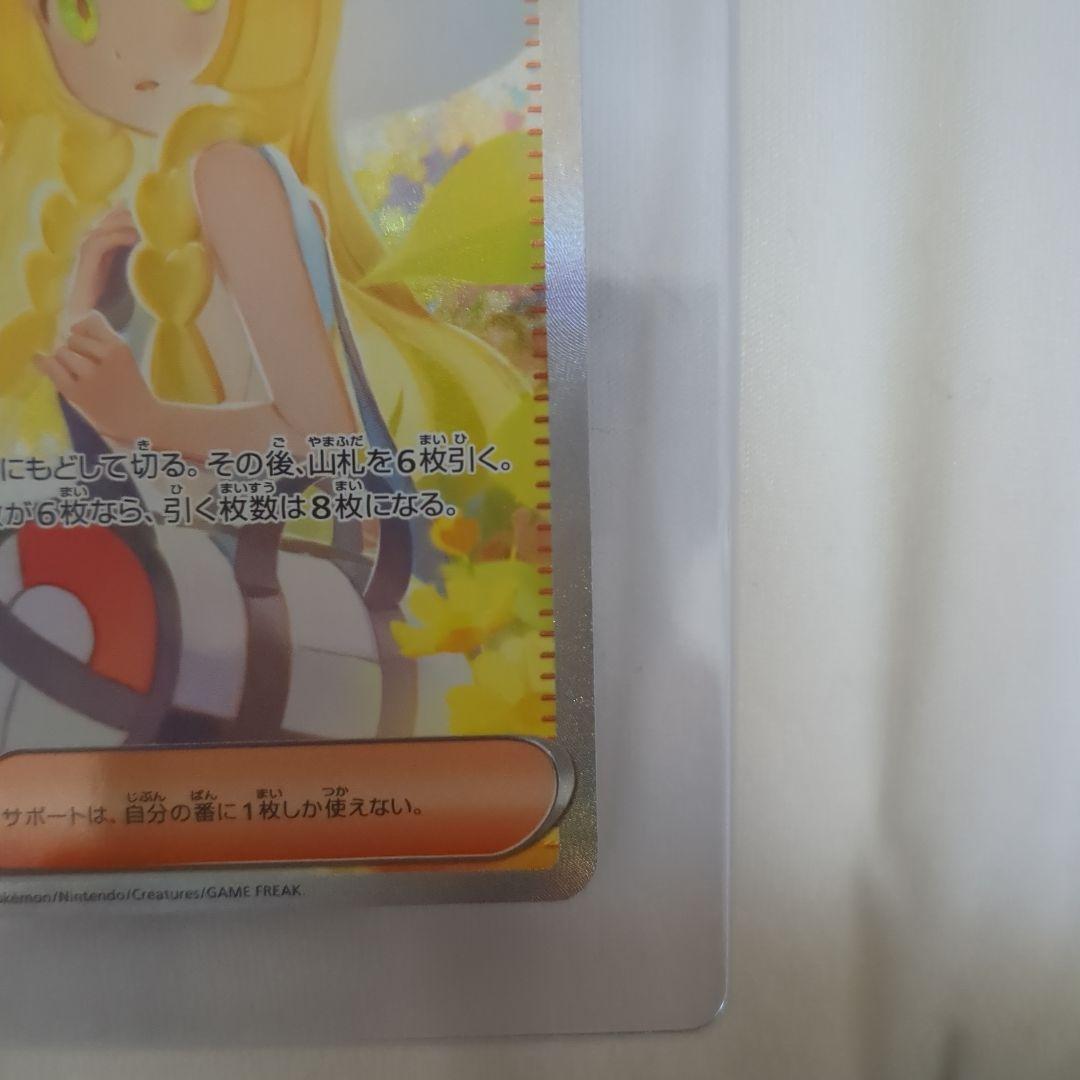 にもどして切る。その後、山札を6枚引く。
が6枚なら、引く枚数は8枚になる。
サポートは、自分の番に1枚しか使えない。
okémon/Nintendo/Creatures/GAME FREAK.